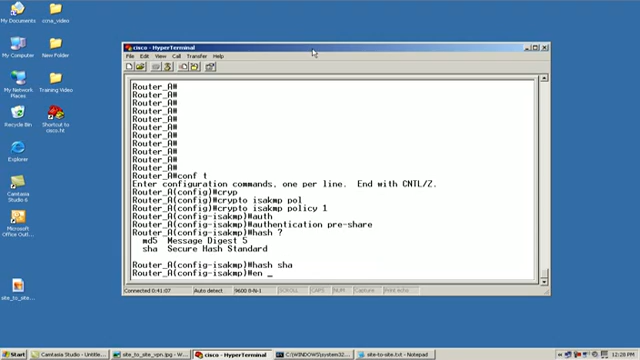 My Documents
ccna_video
My Computer
New Folder
My Network Places
Training Video
Recycle Bin
Shortcut to cisco.ht
Explorer
Camtasia Studio 6
Microsoft Office Out...
site_to_site...
cisco - HyperTerminal
File Edit View Call Transfer Help
Router_A#
Router_A#
Router_A#
Router_A#
Router_A#
Router_A#
Router_A#
Router_A#
Router_A#
Router_A#
Router_A#
Router_A#conf t
Enter configuration commands, one per line. End with CNTL/Z.
Router_A(config)#cryp
Router_A(config)#crypto isakmp pol
Router_A(config)#crypto isakmp policy 1
Router_A(config-isakmp)#auth
Router_A(config-isakmp)#authentication pre-share
Router_A(config-isakmp)#hash ?
md5 Message Digest 5
sha Secure Hash Standard
Router_A(config-isakmp)#hash sha
Router_A(config-isakmp)#en _
Connected 0:41:07 Auto detect 9600 8-N-1 SCROLL CAPS NUM Capture Print echo
Start Camtasia Studio - Untitled... site_to_site_vpn.jpg - W... cisco - HyperTerminal C:\WINDOWS\system32... site-to-site.txt - Notepad 12:28 PM